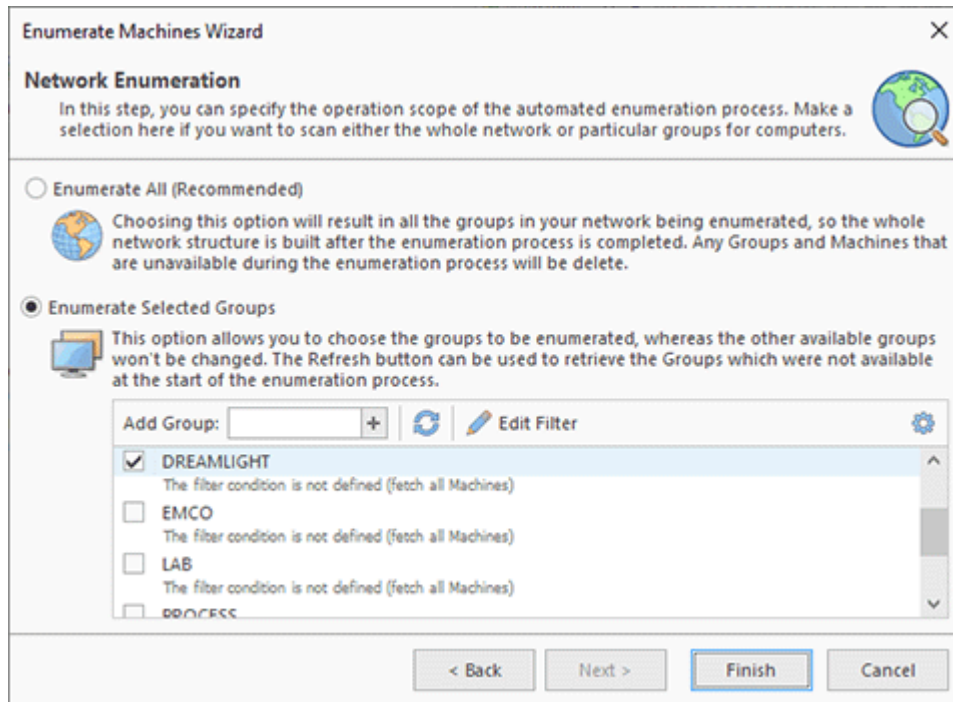 Enumerate Machines Wizard
Network Enumeration
In this step, you can specify the operation scope of the automated enumeration process. Make a
selection here if you want to scan either the whole network or particular groups for computers.
Enumerate All (Recommended)
Choosing this option will result in all the groups in your network being enumerated, so the whole
network structure is built after the enumeration process is completed. Any Groups and Machines that
are unavailable during the enumeration process will be delete.
Enumerate Selected Groups
This option allows you to choose the groups to be enumerated, whereas the other available groups
won't be changed. The Refresh button can be used to retrieve the Groups which were not available
at the start of the enumeration process.
Add Group: Edit Filter
DREAMLIGHT
The filter condition is not defined (fetch all Machines)
EMCO
The filter condition is not defined (fetch all Machines)
LAB
The filter condition is not defined (fetch all Machines)
PROCESS
< Back Next > Finish Cancel